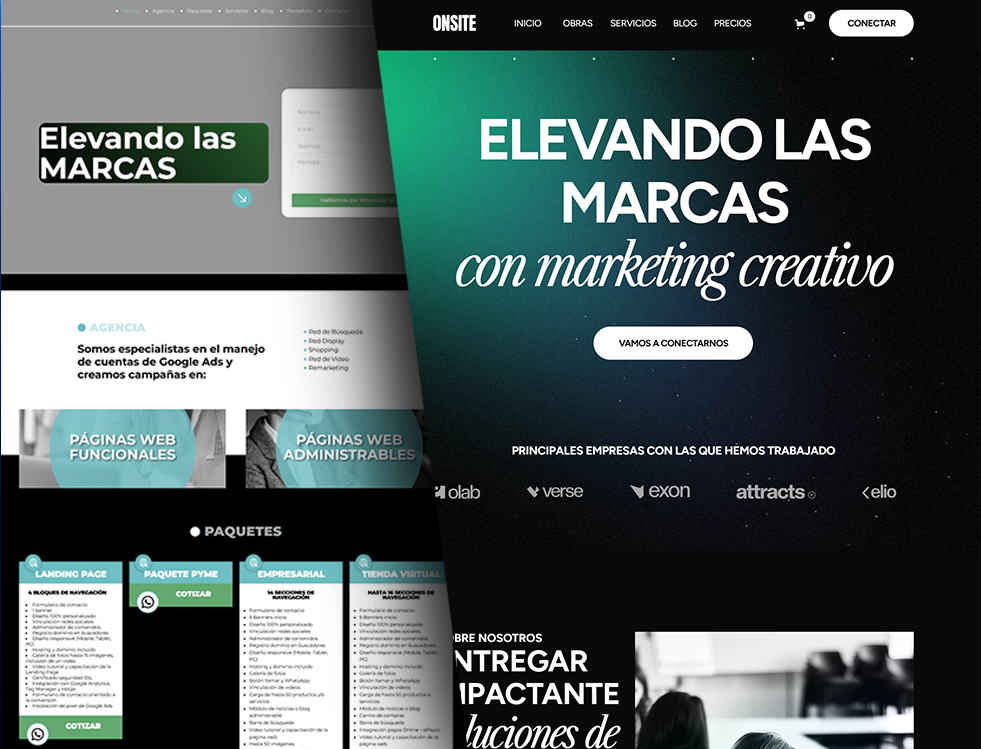 Home
Agencia
Paquetes
Servicios
Blog
Portafolio
Contacto
Elevando las
MARCAS
Nombre
Email
Teléfono
Mensaje
Hablemos por Whatsapp
AGENCIA
Somos especialistas en el manejo
de cuentas de Google Ads y
creamos campañas en:
+ Red de Búsqueda
+ Red Display
+ Shopping
+ Red de Video
+ Remarketing
PÁGINAS WEB
FUNCIONALES
PÁGINAS WEB
ADMINISTRABLES
PAQUETES
LANDING PAGE
4 BLOQUES DE NAVEGACIÓN
Formulario de contacto
1 Banner
Diseño 100% personalizado
Vinculación redes sociales
Administrador de contenidos
Registro dominio en buscadores
Diseño responsive (Mobile, Tablet,
PC)
Hosting y dominio incluido
Galería de fotos hasta 15 imágenes,
inclusión de un video
Video tutorial y capacitación de la
Landing Page
Certificado seguridad SSL
Integración con Google Analytics,
Tag Manager y Hotjar
Formulario de contacto orientado a
la conversión
Instalación de pixel de Google Ads
COTIZAR
PAQUETE PYME
COTIZAR
EMPRESARIAL
14 SECCIONES DE
NAVEGACIÓN
Formulario de contacto
5 Banners inicio
Diseño 100% personalizado
Vinculación redes sociales
Administrador de contenidos
Registro dominio en buscadores
Diseño responsive (Mobile, Tablet,
PC)
Hosting y dominio incluido
Galería de fotos
Botón llamar y WhatsApp
Vinculación de videos
Carga de hasta 50 productos y/o
servicios
Módulo de noticias o blog
administrable
Barra de búsqueda
Video tutorial y capacitación de la
página web
Hasta 50 imágenes
TIENDA VIRTUAL
HASTA 16 SECCIONES DE
NAVEGACIÓN
Formulario de contacto
5 Banners inicio
Diseño 100% personalizado
Vinculación redes sociales
Administrador de contenidos
Registro dominio en buscadores
Diseño responsive (Mobile, Tablet,
PC)
Hosting y dominio incluido
Galería de fotos
Botón llamar y WhatsApp
Vinculación de videos
Carga de hasta 50 productos o
servicios
Módulo de noticias o blog
Carrito de compras
Barra de búsqueda
Integración pagos Online - ePayco
Video tutorial y capacitación de la
página web
ONSITE
INICIO
OBRAS
SERVICIOS
BLOG
PRECIOS
0
CONECTAR
ELEVANDO LAS
MARCAS
con marketing creativo
VAMOS A CONECTARNOS
PRINCIPALES EMPRESAS CON LAS QUE HEMOS TRABAJADO
olab
verse
exon
attracts
elio
OBRE NOSOTROS
NTREGAR
MPACTANTE
luciones de